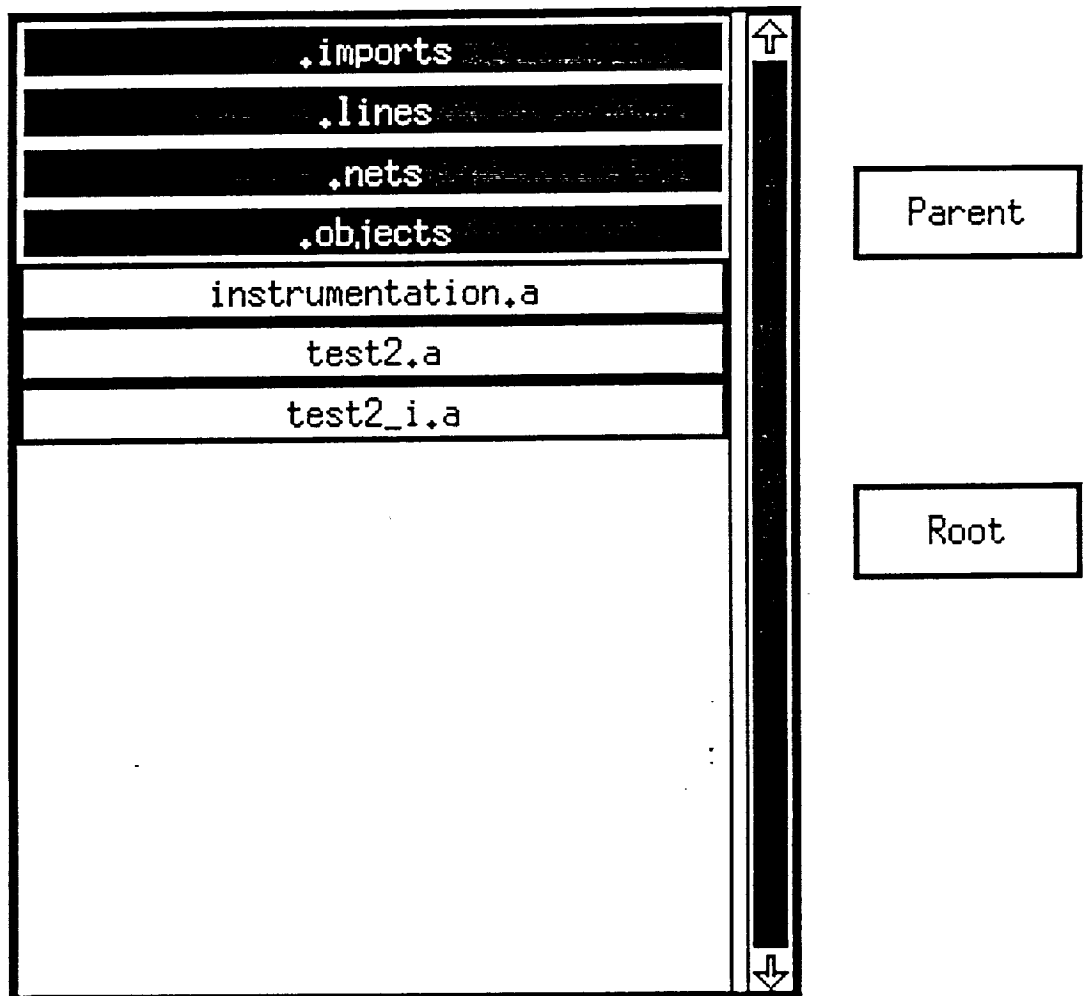 .imports
.lines
.nets
.objects
instrumentation.a
test2.a
test2_i.a
Parent
Root